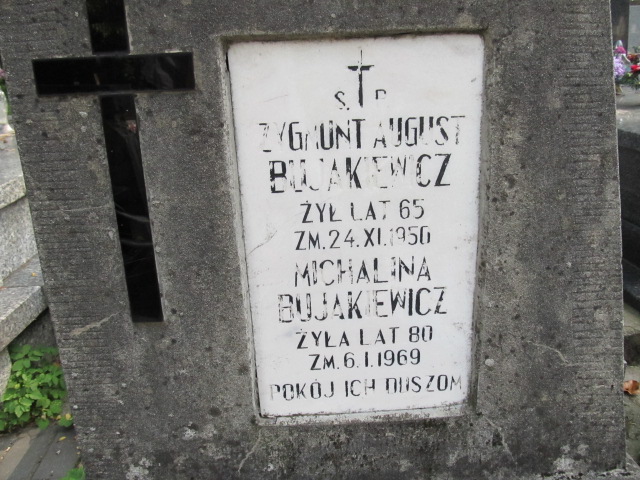 Ś. P.
ZYGMUNT AUGUST
BUJAKIEWICZ
ŻYŁ LAT 65
ZM. 24. XI. 1950
MICHALINA
BUJAKIEWICZ
ŻYŁA LAT 80
ZM. 6. I. 1969
POKÓJ ICH DUSZOM